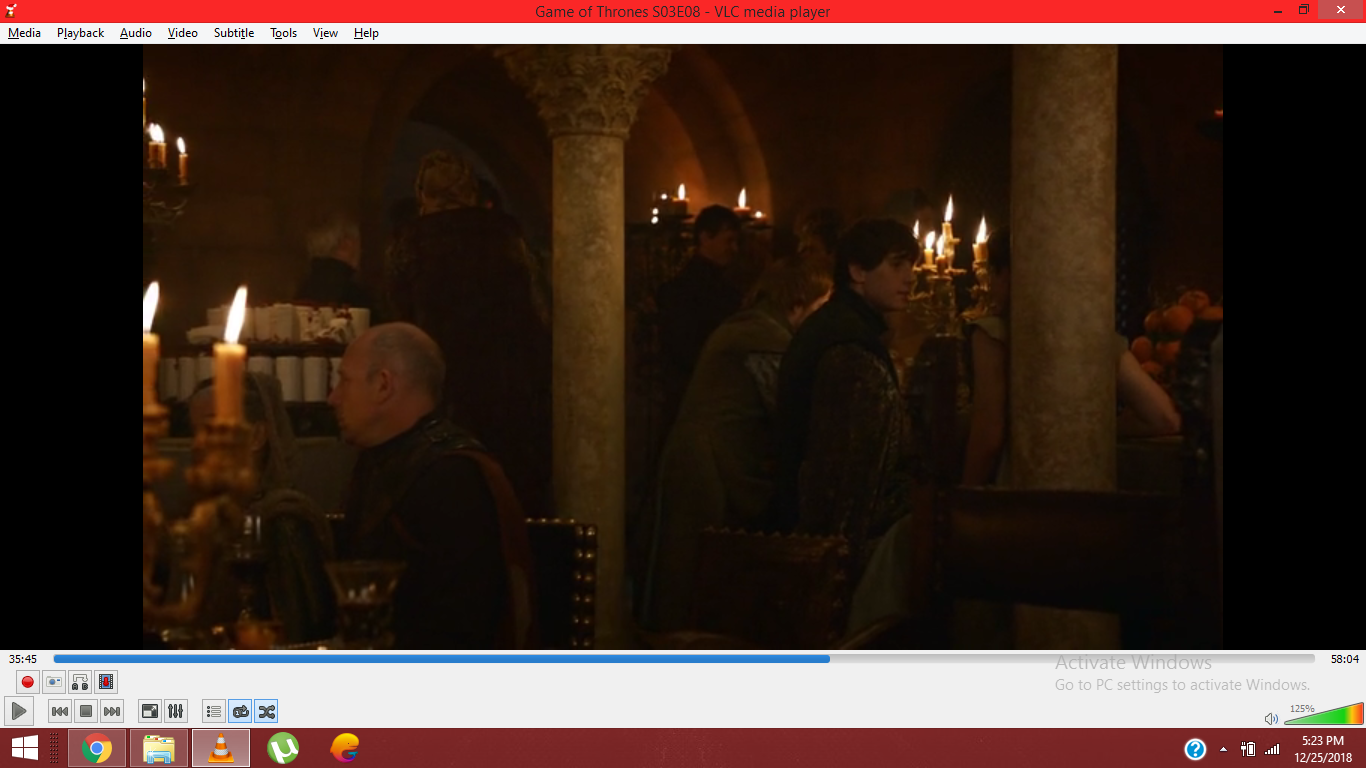 Game of Thrones S03E08 - VLC media player
Media Playback Audio Video Subtitle Tools View Help
35:45
58:04
Activate Windows
Go to PC settings to activate Windows.
125%
5:23 PM
12/25/2018